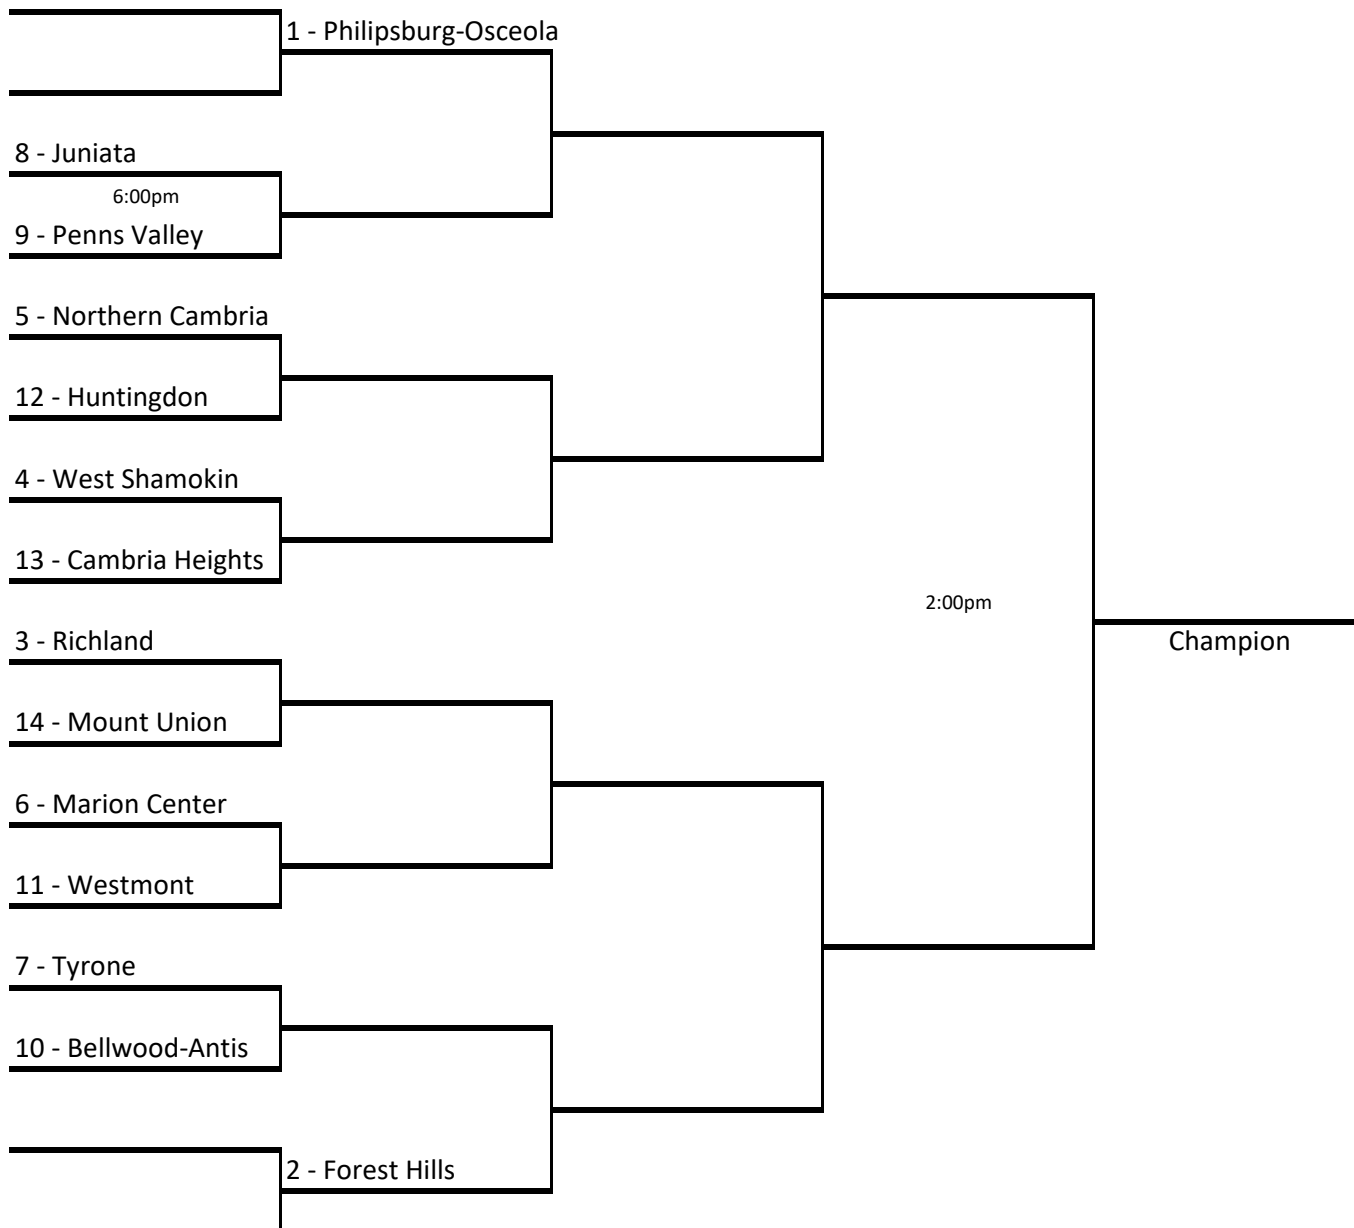 1 - Philipsburg-Osceola
8 - Juniata
6:00pm
9 - Penns Valley
5 - Northern Cambria
12 - Huntingdon
4 - West Shamokin
13 - Cambria Heights
2:00pm
3 - Richland
Champion
14 - Mount Union
6 - Marion Center
11 - Westmont
7 - Tyrone
10 - Bellwood-Antis
2 - Forest Hills